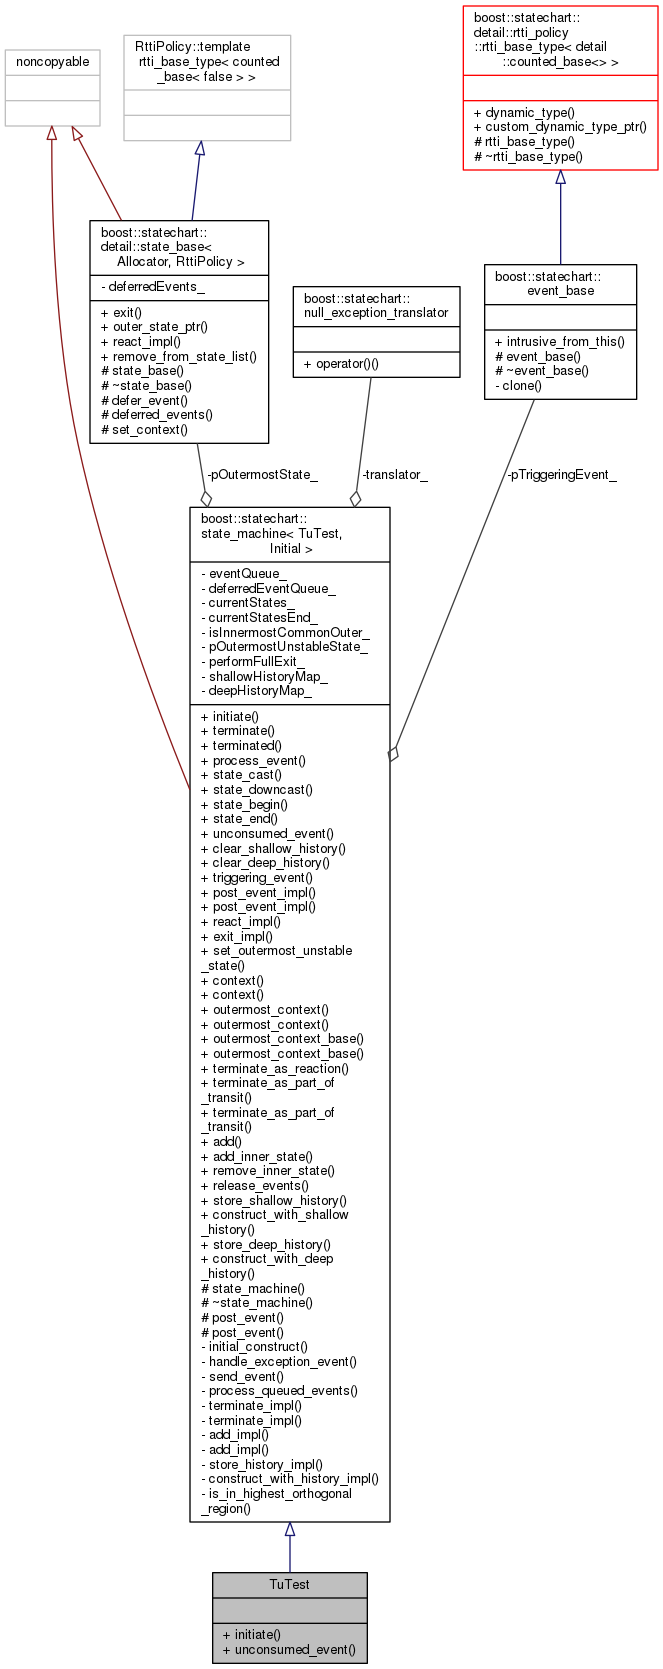 noncopyable
RttiPolicy::template
rtti_base_type< counted
_base< false > >
boost::statechart::
detail::rtti_policy
::rtti_base_type< detail
::counted_base<> >
+ dynamic_type()
+ custom_dynamic_type_ptr()
# rtti_base_type()
# ~rtti_base_type()
boost::statechart::
detail::state_base<
Allocator, RttiPolicy >
- deferredEvents_
+ exit()
+ outer_state_ptr()
+ react_impl()
+ remove_from_state_list()
# state_base()
# ~state_base()
# defer_event()
# deferred_events()
# set_context()
boost::statechart::
null_exception_translator
+ operator()()
boost::statechart::
event_base
+ intrusive_from_this()
# event_base()
# ~event_base()
- clone()
-pOutermostState_
-translator_
-pTriggeringEvent_
boost::statechart::
state_machine< TuTest,
Initial >
- eventQueue_
- deferredEventQueue_
- currentStates_
- currentStatesEnd_
- isInnermostCommonOuter_
- pOutermostUnstableState_
- performFullExit_
- shallowHistoryMap_
- deepHistoryMap_
+ initiate()
+ terminate()
+ terminated()
+ process_event()
+ state_cast()
+ state_downcast()
+ state_begin()
+ state_end()
+ unconsumed_event()
+ clear_shallow_history()
+ clear_deep_history()
+ triggering_event()
+ post_event_impl()
+ post_event_impl()
+ react_impl()
+ exit_impl()
+ set_outermost_unstable
_state()
+ context()
+ context()
+ outermost_context()
+ outermost_context()
+ outermost_context_base()
+ outermost_context_base()
+ terminate_as_reaction()
+ terminate_as_part_of
_transit()
+ terminate_as_part_of
_transit()
+ add()
+ add_inner_state()
+ remove_inner_state()
+ release_events()
+ store_shallow_history()
+ construct_with_shallow
_history()
+ store_deep_history()
+ construct_with_deep
_history()
# state_machine()
# ~state_machine()
# post_event()
# post_event()
- initial_construct()
- handle_exception_event()
- send_event()
- process_queued_events()
- terminate_impl()
- terminate_impl()
- add_impl()
- add_impl()
- store_history_impl()
- construct_with_history_impl()
- is_in_highest_orthogonal
_region()
TuTest
+ initiate()
+ unconsumed_event()